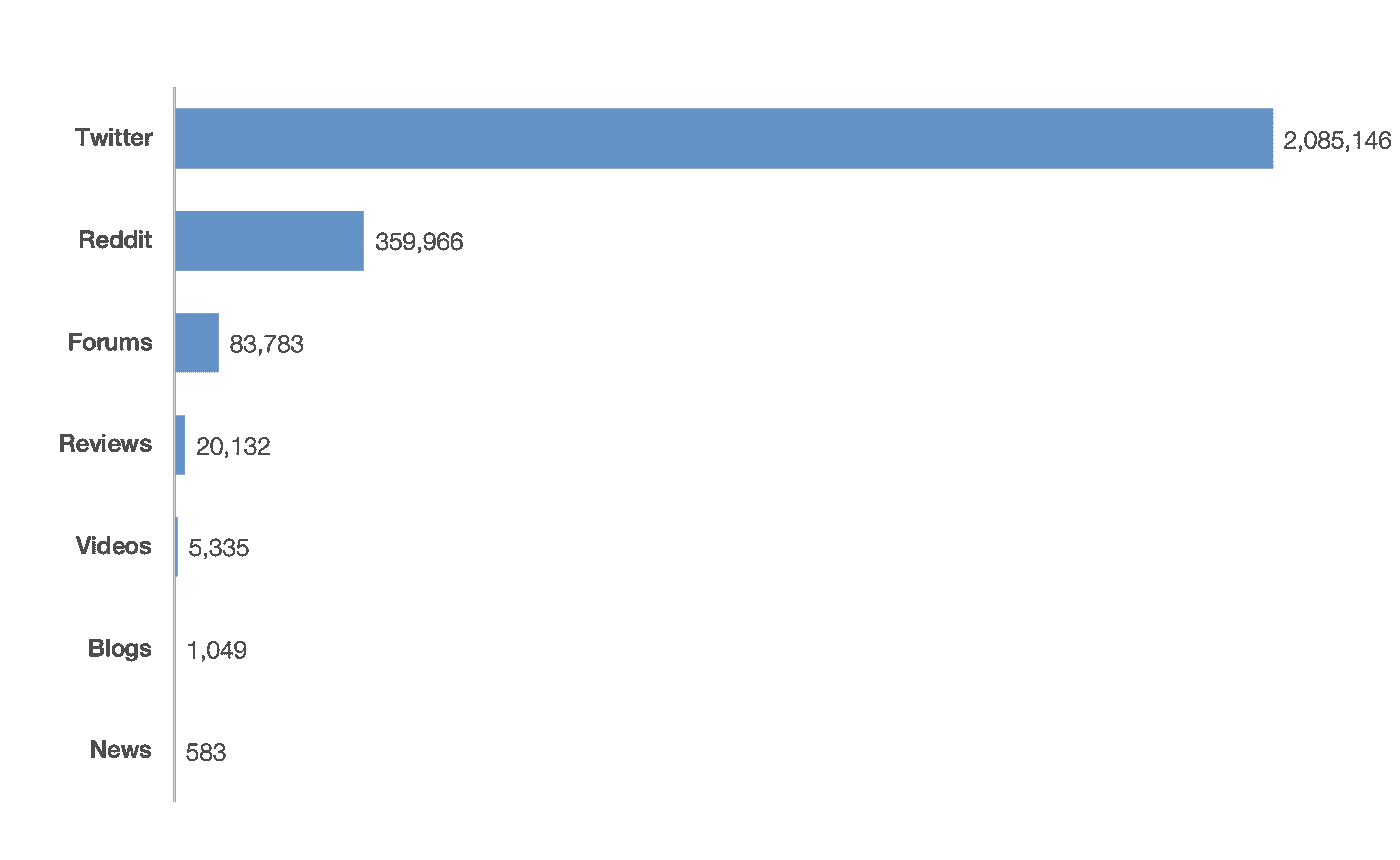 Twitter 2,085,146
Reddit 359,966
Forums 83,783
Reviews 20,132
Videos 5,335
Blogs 1,049
News 583